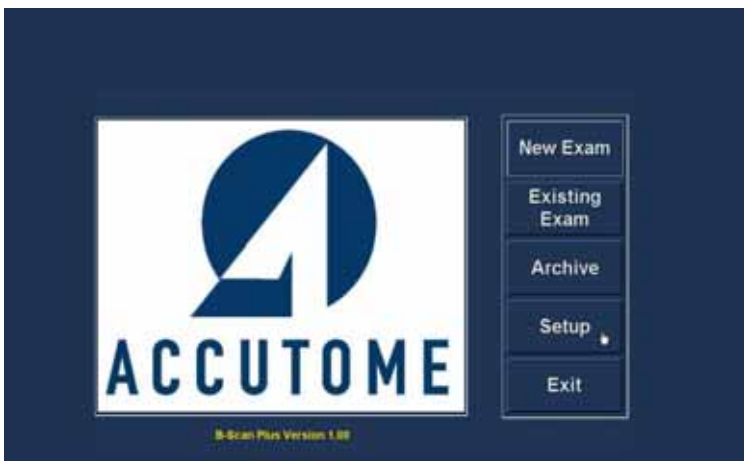 ACCUTOME
B-Scan Plus Version 1.00
New Exam
Existing
Exam
Archive
Setup
Exit